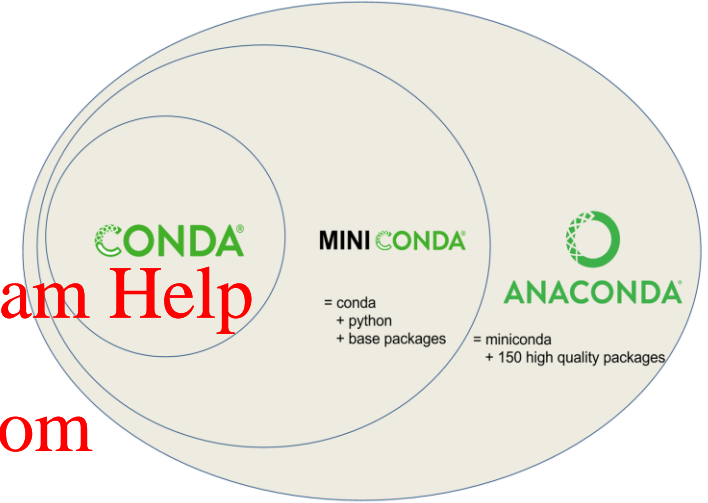 CONDA®
MINI CONDA®
ANACONDA®
am Help
= conda
+ python
+ base packages
= miniconda
+ 150 high quality packages
om